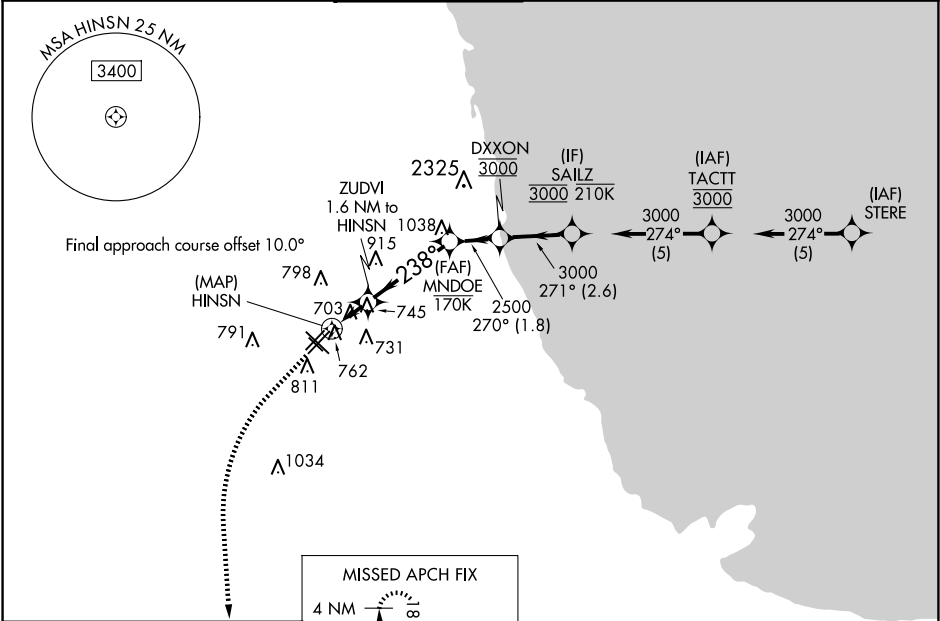 MSA HINSN 25 NM
3400
DXXON
3000
(IF)
SAILZ
3000 210K
(IAF)
TACTT
3000
(IAF)
STERE
2325
ZUDVI
1.6 NM to
HINSN
1038
915
3000
274°
(5)
3000
274°
(5)
Final approach course offset 10.0°
238°
(FAF)
MNDOE
170K
3000
271° (2.6)
2500
270° (1.8)
798
(MAP)
HINSN
703
745
791
731
762
811
1034
MISSED APCH FIX
4 NM
18